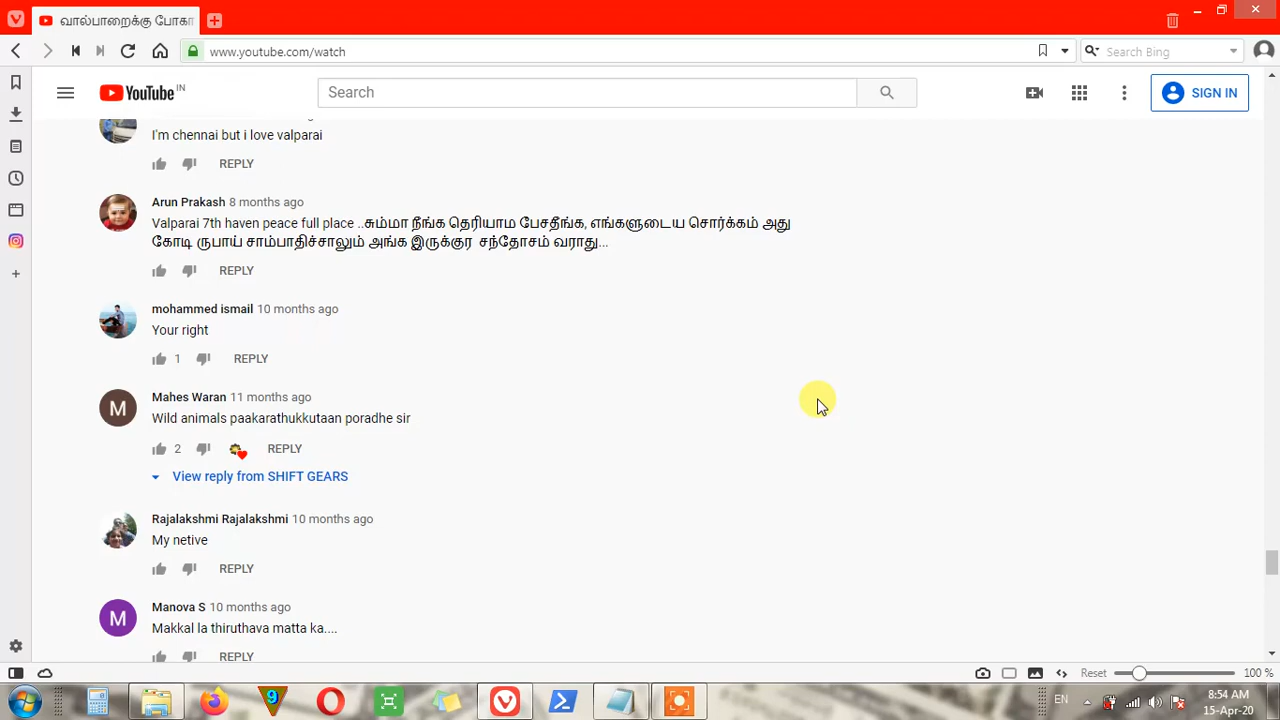 வால்பாறைக்கு போகா
www.youtube.com/watch
Search Bing
YouTube IN
Search
SIGN IN
I'm chennai but i love valparai
REPLY
Arun Prakash 8 months ago
Valparai 7th haven peace full place ..சும்மா நீங்க தெரியாம பேசதீங்க, எங்களுடைய சொர்க்கம் அது
கோடி ருபாய் சாம்பாதிச்சாலும் அங்க இருக்குர சந்தோசம் வராது...
REPLY
mohammed ismail 10 months ago
Your right
1 REPLY
M
Mahes Waran 11 months ago
Wild animals paakarathukkutaan poradhe sir
2 REPLY
View reply from SHIFT GEARS
Rajalakshmi Rajalakshmi 10 months ago
My netive
REPLY
M
Manova S 10 months ago
Makkal la thiruthava matta ka....
REPLY
Reset 100 %
9
EN
8:54 AM
15-Apr-20